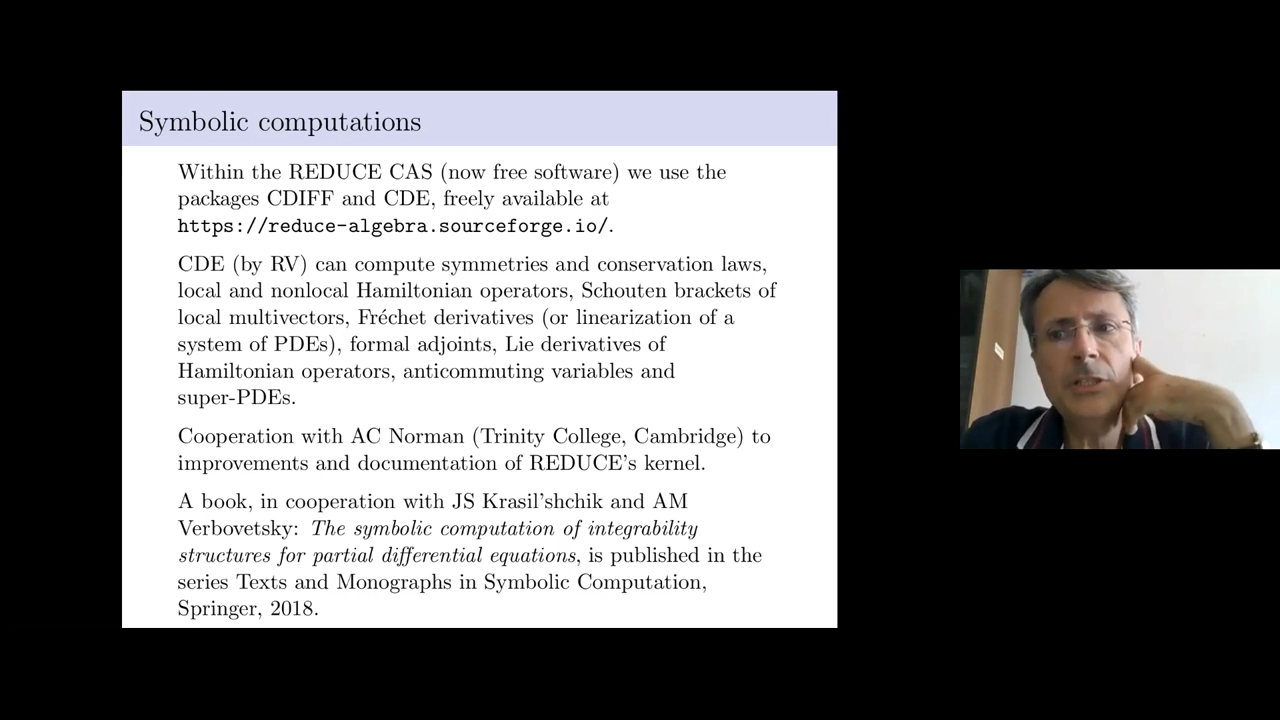 Symbolic computations
Within the REDUCE CAS (now free software) we use the
packages CDIFF and CDE, freely available at
https://reduce-algebra.sourceforge.io/.
CDE (by RV) can compute symmetries and conservation laws,
local and nonlocal Hamiltonian operators, Schouten brackets of
local multivectors, Fréchet derivatives (or linearization of a
system of PDEs), formal adjoints, Lie derivatives of
Hamiltonian operators, anticommuting variables and
super-PDEs.
Cooperation with AC Norman (Trinity College, Cambridge) to
improvements and documentation of REDUCE's kernel.
A book, in cooperation with JS Krasil'shchik and AM
Verbovetsky: The symbolic computation of integrability
structures for partial differential equations, is published in the
series Texts and Monographs in Symbolic Computation,
Springer, 2018.